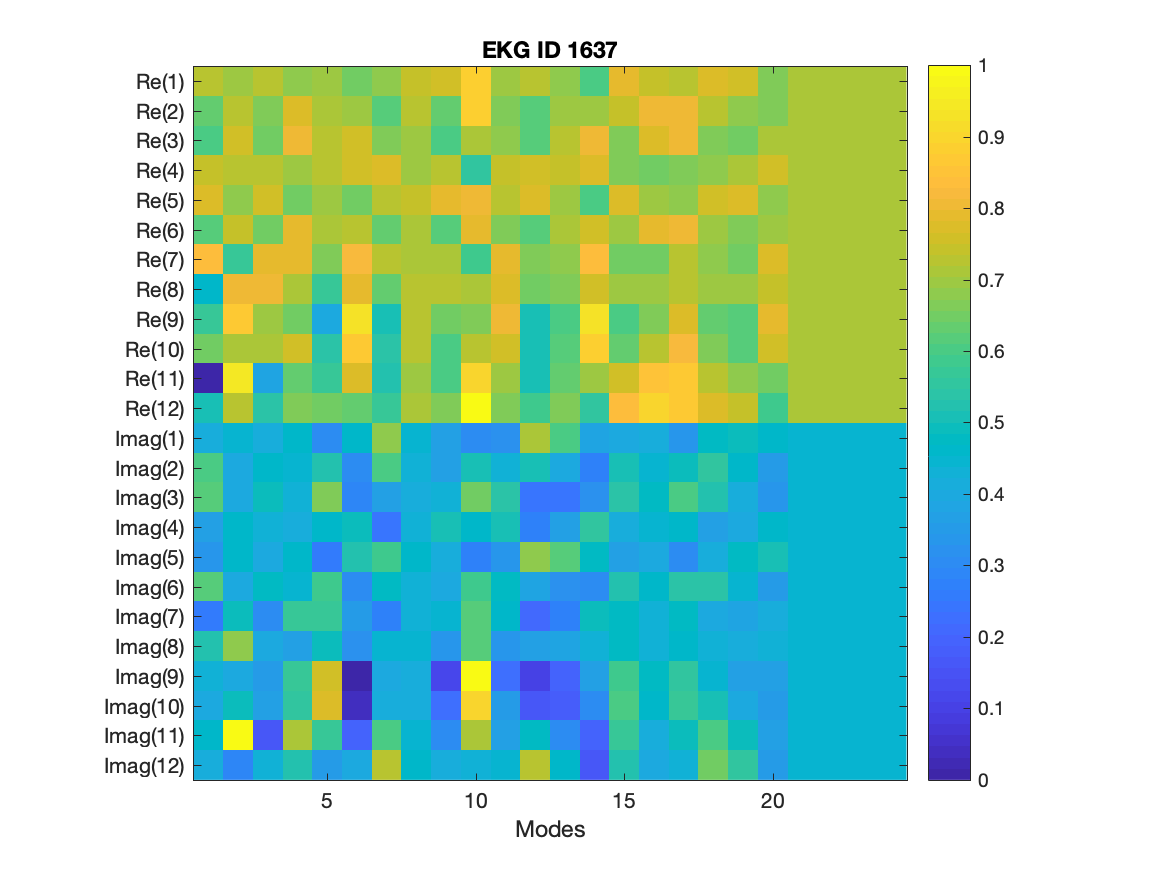 EKG ID 1637
Re(1)
Re(2)
Re(3)
Re(4)
Re(5)
Re(6)
Re(7)
Re(8)
Re(9)
Re(10)
Re(11)
Re(12)
Imag(1)
Imag(2)
Imag(3)
Imag(4)
Imag(5)
Imag(6)
Imag(7)
Imag(8)
Imag(9)
Imag(10)
Imag(11)
Imag(12)
5 10 15 20
Modes
1
0.9
0.8
0.7
0.6
0.5
0.4
0.3
0.2
0.1
0